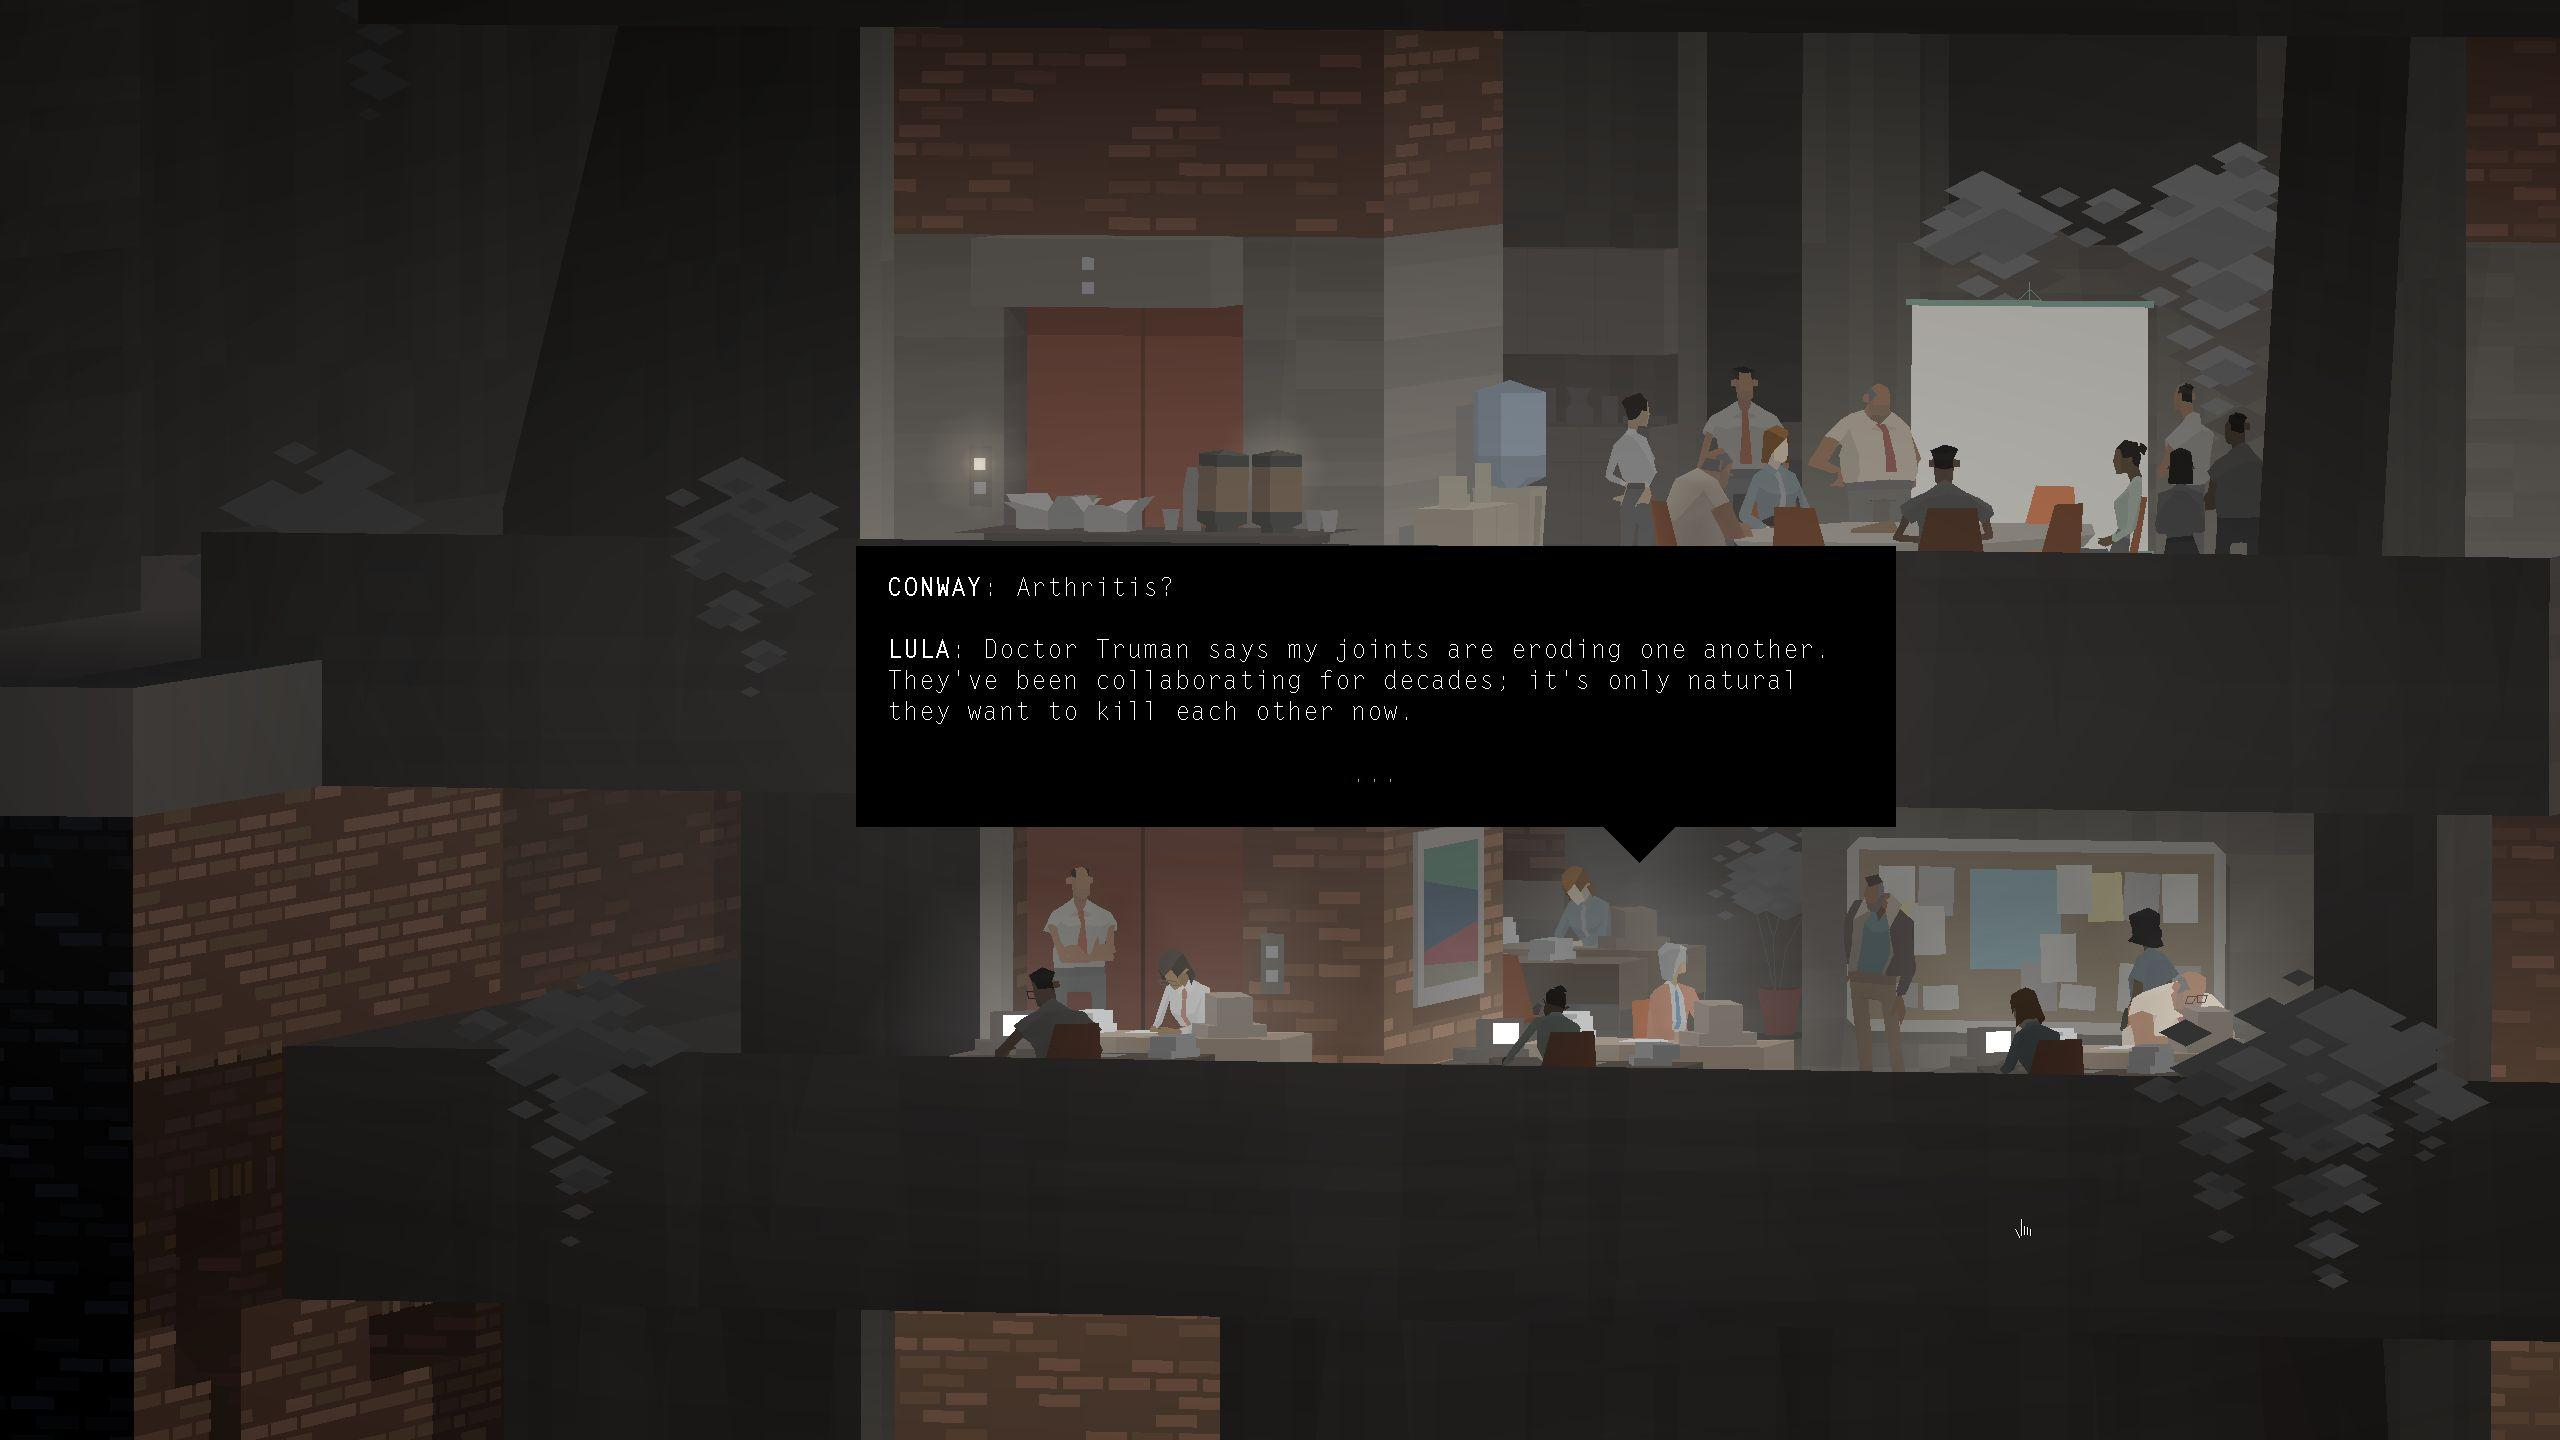 CONWAY: Arthritis?
LULA: Doctor Truman says my joints are eroding one another.
They've been collaborating for decades; it's only natural
they want to kill each other now.
...